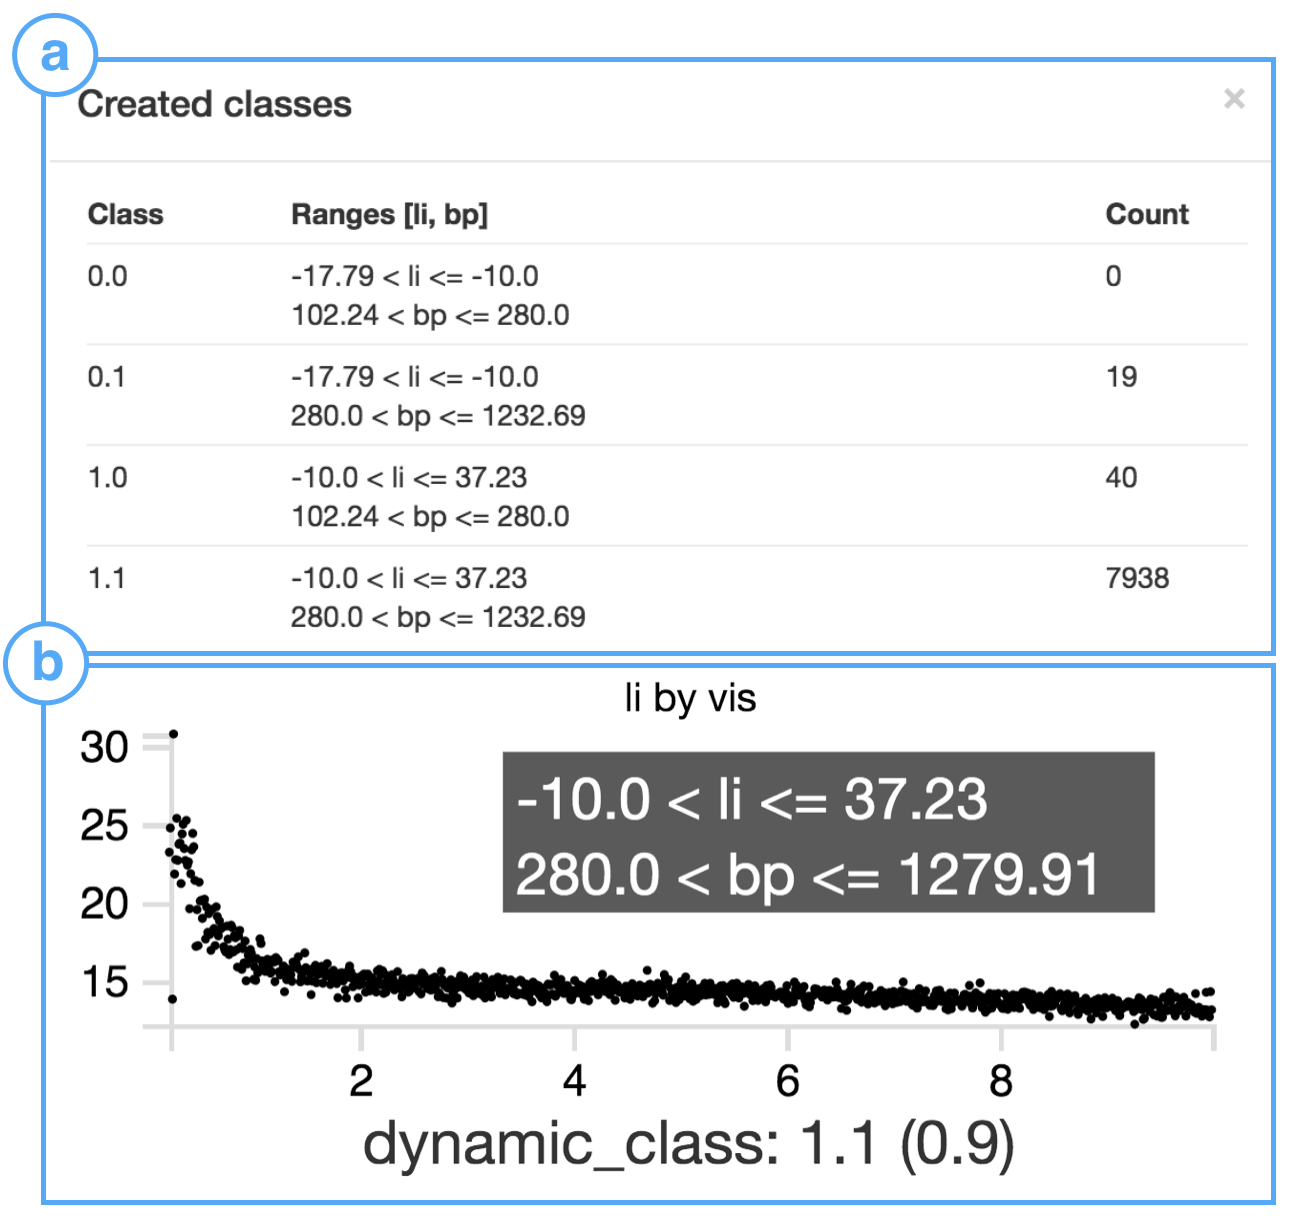 a
Created classes ×
Class Ranges [li, bp] Count
0.0 -17.79 < li <= -10.0 0
102.24 < bp <= 280.0
0.1 -17.79 < li <= -10.0 19
280.0 < bp <= 1232.69
1.0 -10.0 < li <= 37.23 40
102.24 < bp <= 280.0
1.1 -10.0 < li <= 37.23 7938
280.0 < bp <= 1232.69
b
li by vis
30
25
20
15
-10.0 < li <= 37.23
280.0 < bp <= 1279.91
2 4 6 8
dynamic_class: 1.1 (0.9)